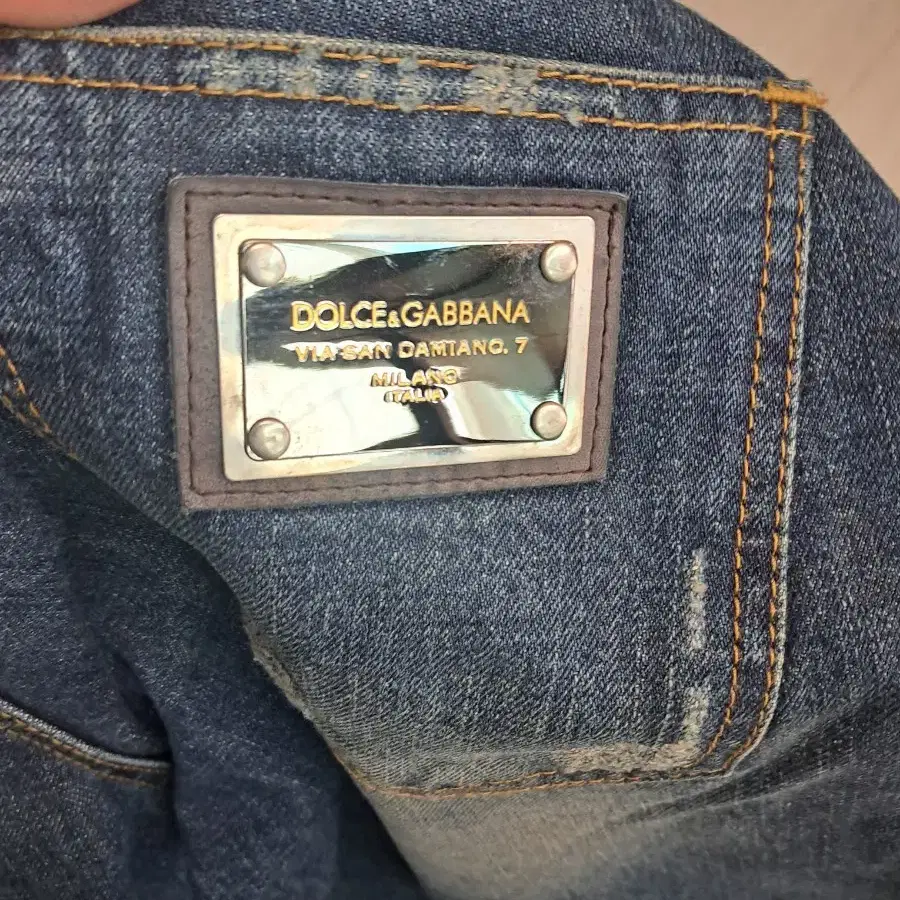 DOLCE&GABBANA
VIA SAN DAMIANO, 7
MILANO
ITALIA